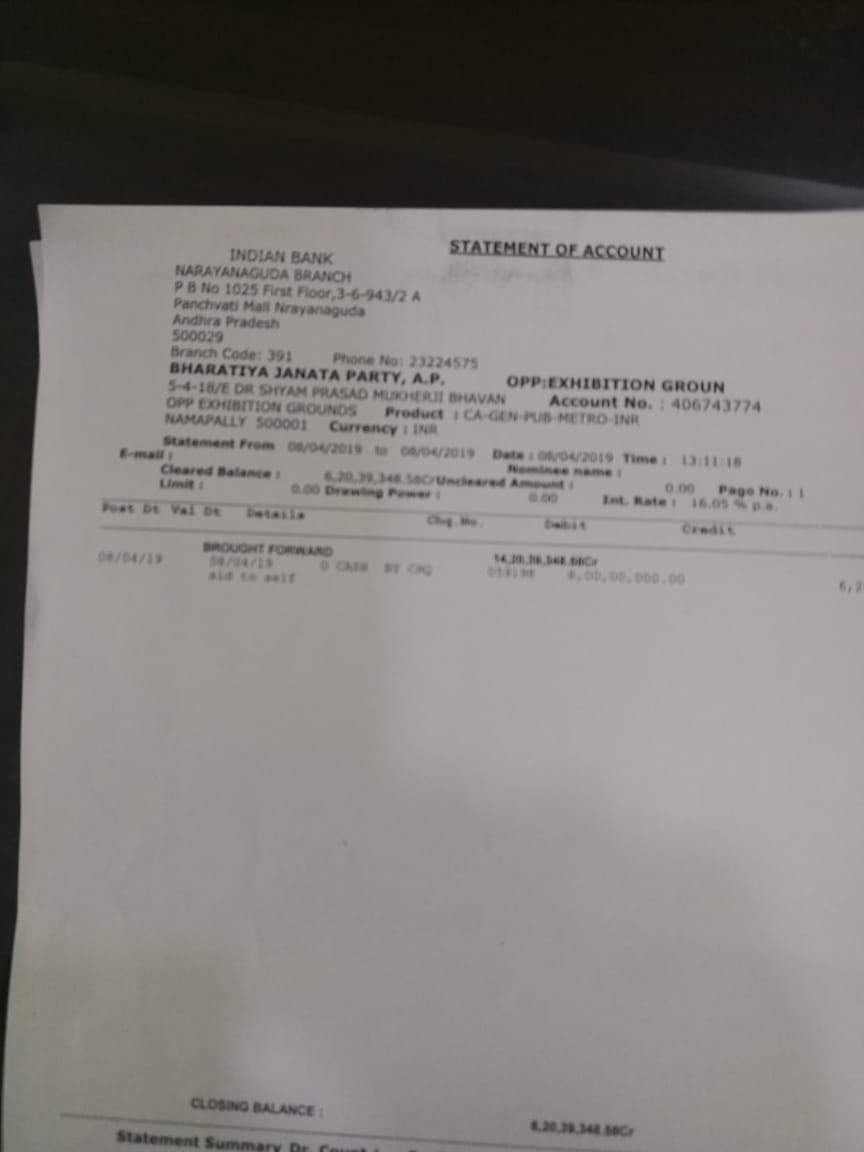 STATEMENT OF ACCOUNT
INDIAN BANK
NARAYANAGUDA BRANCH
P B No 1025 First Floor,3-6-943/2 A
Panchvati Mall Nrayanaguda
Andhra Pradesh
500029
Branch Code: 391 Phone No: 23224575
BHARATIYA JANATA PARTY, A.P. OPP:EXHIBITION GROUN
5-4-18/E DR SHYAM PRASAD MUKHERJI BHAVAN Account No. : 406743774
OPP EXHIBITION GROUNDS Product : CA-GEN-PUB-METRO-INR
NAMAPALLY 500001 Currency : INR
Statement From 08/04/2019 to 08/04/2019 Date : 08/04/2019 Time : 13:11:18
E-mail : Nominee name :
Cleared Balance : 6,20,39,348.58Cr Uncleared Amount : 0.00 Page No. : 1
Limit : 0.00 Drawing Power : 0.00 Int. Rate : 16.05 % p.a.
Post Dt Val Dt Details Chq.No. Debit Credit
BROUGHT FORWARD 14,20,39,348.58Cr
08/04/19 08/04/19 0 CASH BY CHQ 8,00,00,000.00 6,2
aid to self
CLOSING BALANCE : 6,20,39,348.58Cr
Statement Summary Dr.